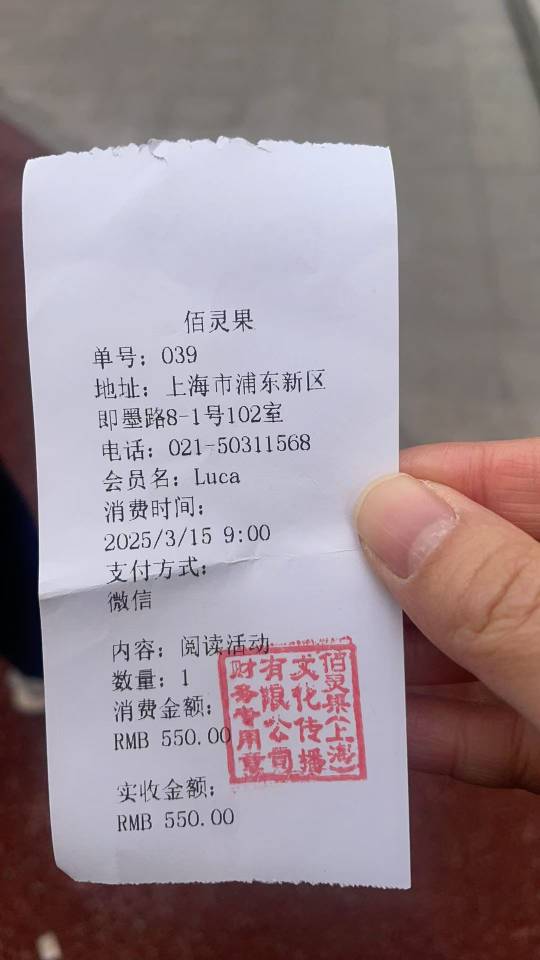 佰灵果
单号：039
地址：上海市浦东新区
即墨路8-1号102室
电话：021-50311568
会员名：Luca
消费时间：
2025/3/15 9:00
支付方式：
微信
内容：阅读活动
数量：1
消费金额：
RMB 550.00
实收金额：
RMB 550.00
佰灵果(上海)
文化传播
有限公司
财务专用章